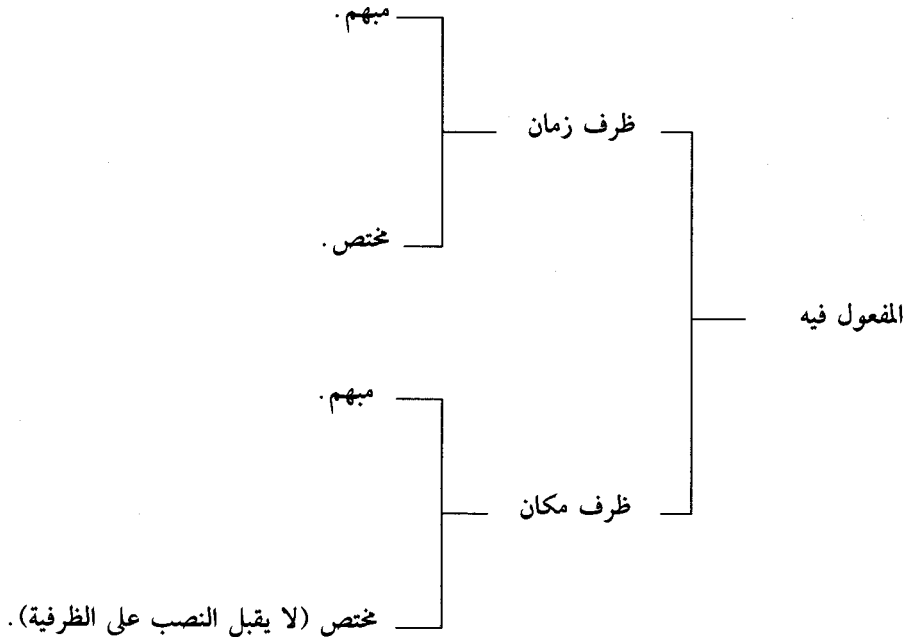 مبهم.
ظرف زمان
مختص.
المفعول فيه
مبهم.
ظرف مكان
مختص (لا يقبل النصب على الظرفية).